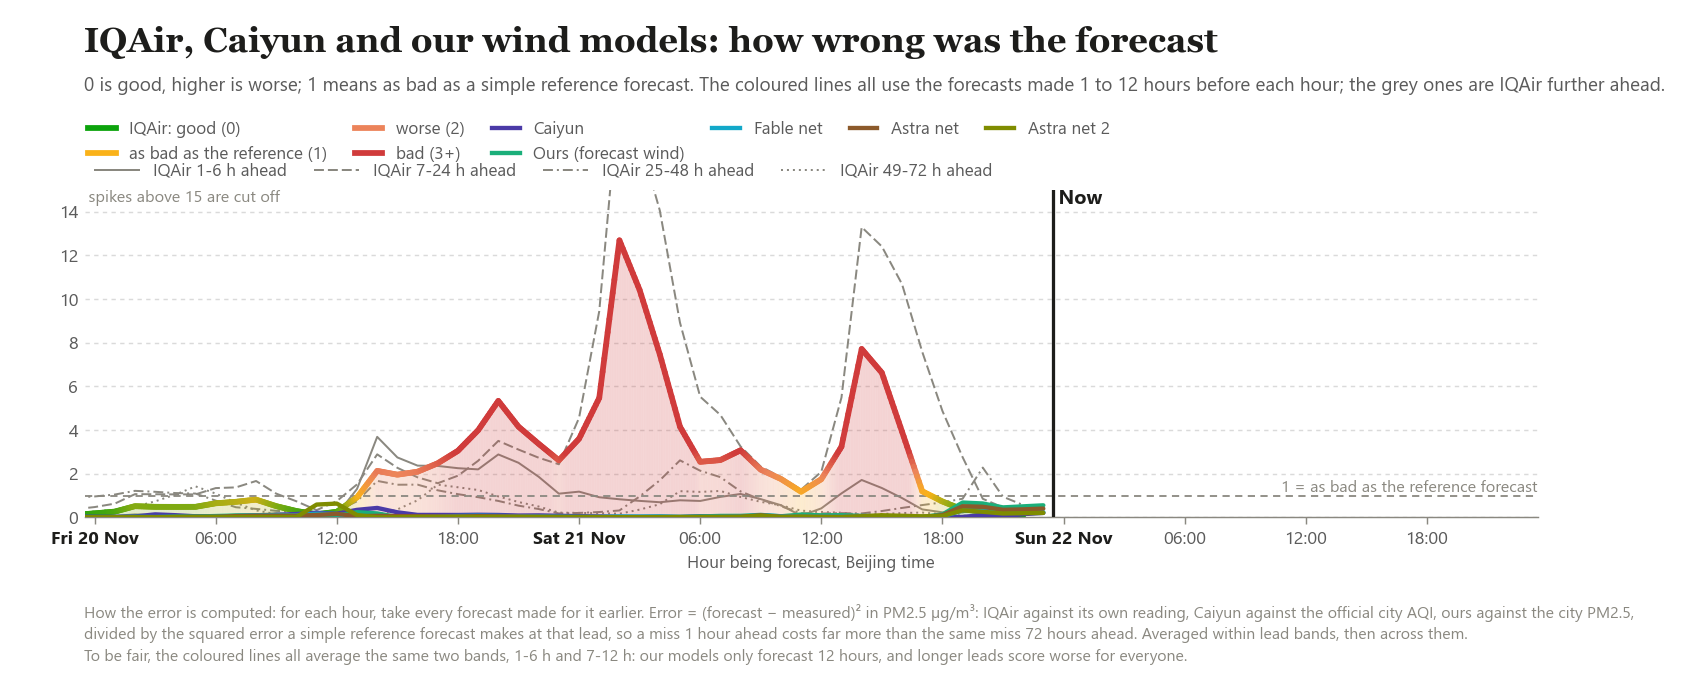 IQAir, Caiyun and our wind models: how wrong was the forecast
0 is good, higher is worse; 1 means as bad as a simple reference forecast. The coloured lines all use the forecasts made 1 to 12 hours before each hour; the grey ones are IQAir further ahead.
IQAir: good (0) worse (2) Caiyun Fable net Astra net Astra net 2
as bad as the reference (1) bad (3+) Ours (forecast wind)
IQAir 1-6 h ahead IQAir 7-24 h ahead IQAir 25-48 h ahead IQAir 49-72 h ahead
spikes above 15 are cut off
Now
14
12
10
8
6
4
2
1 = as bad as the reference forecast
0
Fri 20 Nov 06:00 12:00 18:00 Sat 21 Nov 06:00 12:00 18:00 Sun 22 Nov 06:00 12:00 18:00
Hour being forecast, Beijing time
How the error is computed: for each hour, take every forecast made for it earlier. Error = (forecast − measured)² in PM2.5 µg/m³: IQAir against its own reading, Caiyun against the official city AQI, ours against the city PM2.5,
divided by the squared error a simple reference forecast makes at that lead, so a miss 1 hour ahead costs far more than the same miss 72 hours ahead. Averaged within lead bands, then across them.
To be fair, the coloured lines all average the same two bands, 1-6 h and 7-12 h: our models only forecast 12 hours, and longer leads score worse for everyone.